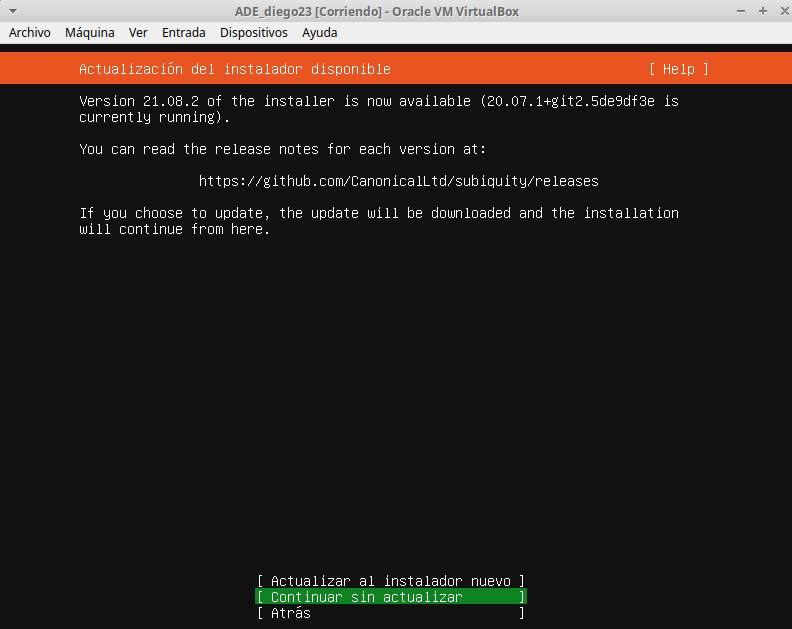 ADE_diego23 [Corriendo] - Oracle VM VirtualBox
Archivo Máquina Ver Entrada Dispositivos Ayuda
Actualización del instalador disponible [ Help ]
Version 21.08.2 of the installer is now available (20.07.1+git2.5de9df3e is
currently running).
You can read the release notes for each version at:
https://github.com/CanonicalLtd/subiquity/releases
If you choose to update, the update will be downloaded and the installation
will continue from here.
[ Actualizar al instalador nuevo ]
[ Continuar sin actualizar ]
[ Atrás ]